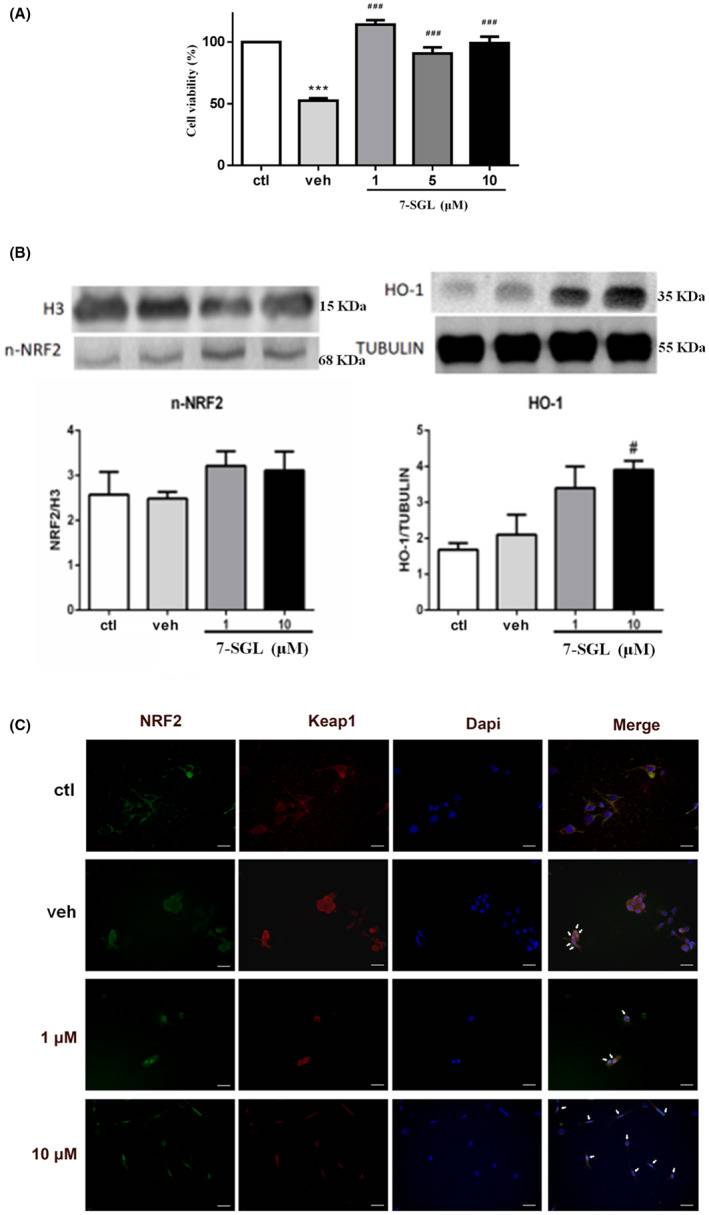 (A)
Cell viability (%)
150
100
50
0
***
###
###
###
ctl veh 1 5 10
7-SGL (μM)
(B)
H3 15 KDa
n-NRF2 68 KDa
HO-1 35 KDa
TUBULIN 55 KDa
n-NRF2
NRF2/H3
4
3
2
1
0
ctl veh 1 10
7-SGL (μM)
HO-1
HO-1/TUBULIN
5
4
3
2
1
0
#
ctl veh 1 10
7-SGL (μM)
(C)
NRF2 Keap1 Dapi Merge
ctl
veh
1 μM
10 μM